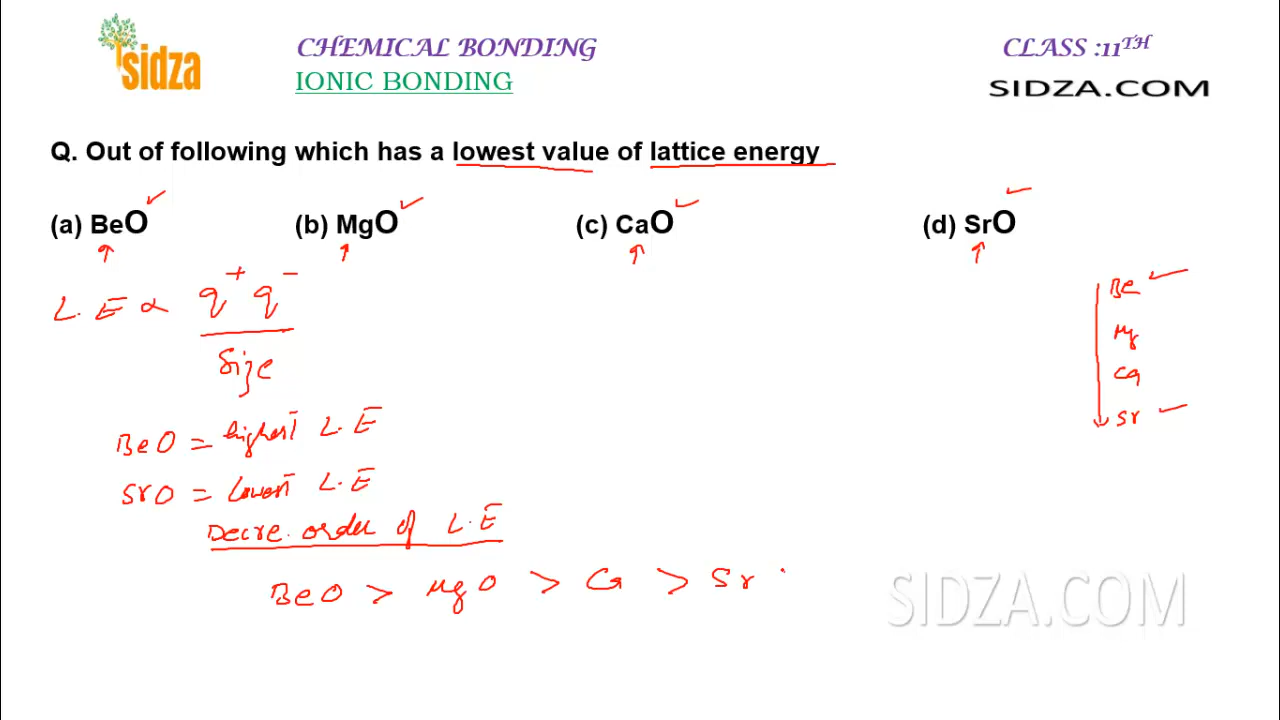 sidza
CHEMICAL BONDING
CLASS :11TH
IONIC BONDING
SIDZA.COM
Q. Out of following which has a lowest value of lattice energy
(a) BeO (b) MgO (c) CaO (d) SrO
L.E ∝ q+ q− / Size
Be
Mg
Ca
Sr
BeO = highest L.E
SrO = lowest L.E
Decre. order of L.E
BeO > MgO > Ca > Sr
SIDZA.COM